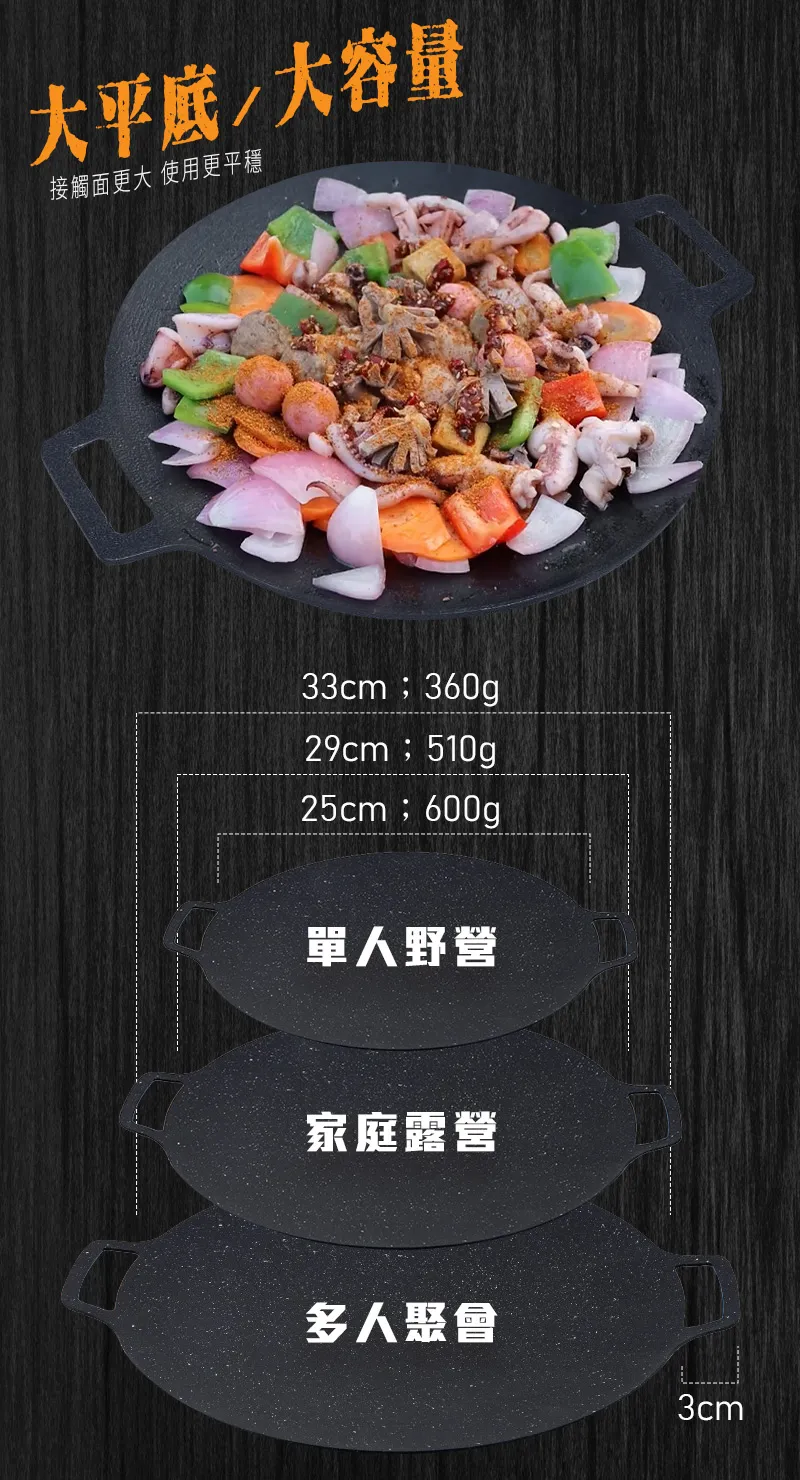 大平底/大容量
接觸面更大 使用更平穩
33cm;360g
29cm;510g
25cm;600g
單人野營
家庭露營
多人聚會
3cm